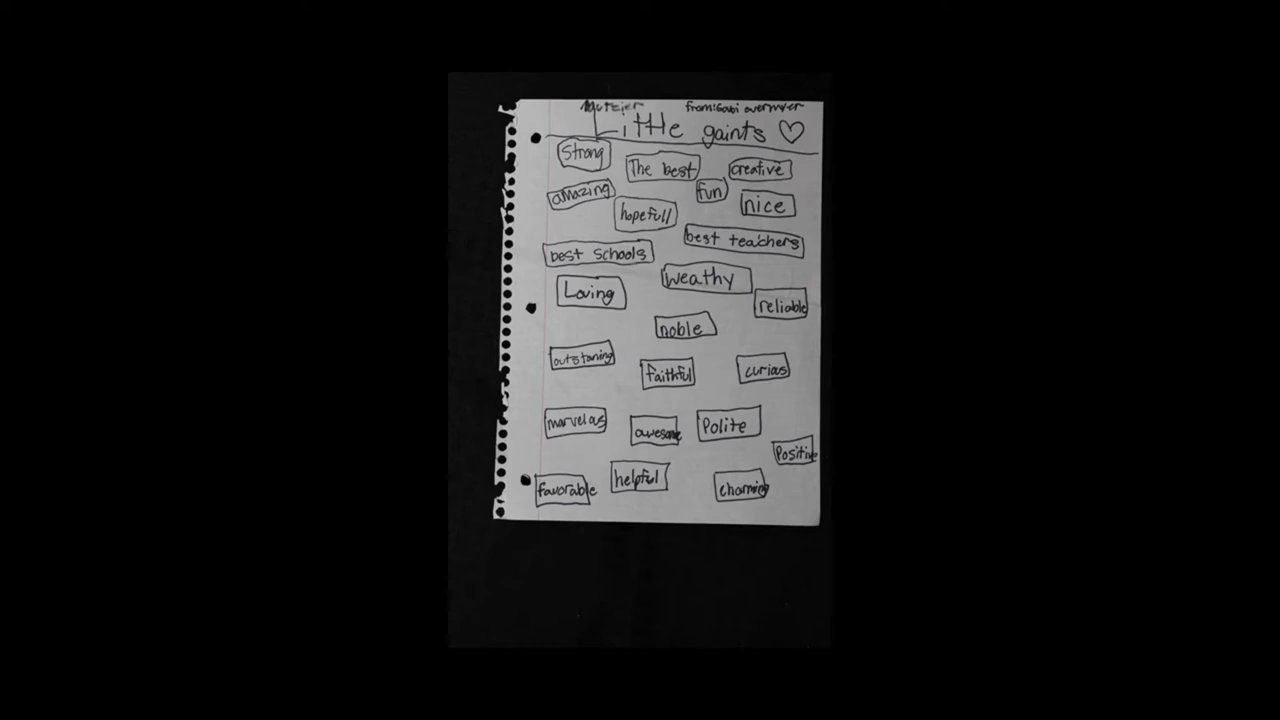 from: Gabi
Little gaints
Strong The best creative
amazing fun nice
hopefull
best schools best teachers
Loving weathy reliable
noble
outstaning faithful curias
marvelas awesome Polite
Positive
favorable helpful charming